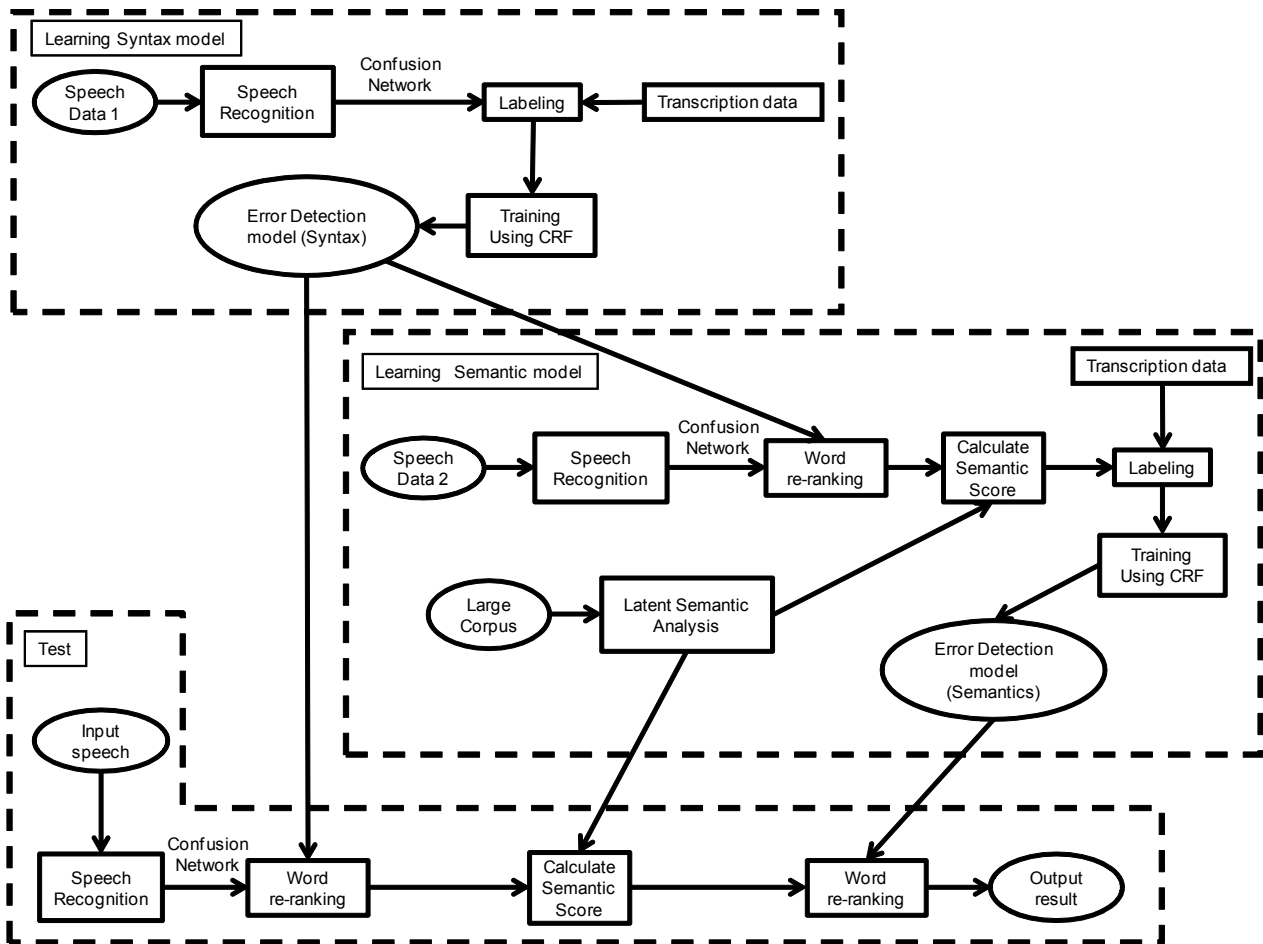 Learning Syntax model
Speech
Data 1
Speech
Recognition
Confusion
Network
Labeling
Transcription data
Error Detection
model (Syntax)
Training
Using CRF
Learning Semantic model
Transcription data
Speech
Data 2
Speech
Recognition
Confusion
Network
Word
re-ranking
Calculate
Semantic
Score
Labeling
Training
Using CRF
Large
Corpus
Latent Semantic
Analysis
Error Detection
model
(Semantics)
Test
Input
speech
Speech
Recognition
Confusion
Network
Word
re-ranking
Calculate
Semantic
Score
Word
re-ranking
Output
result